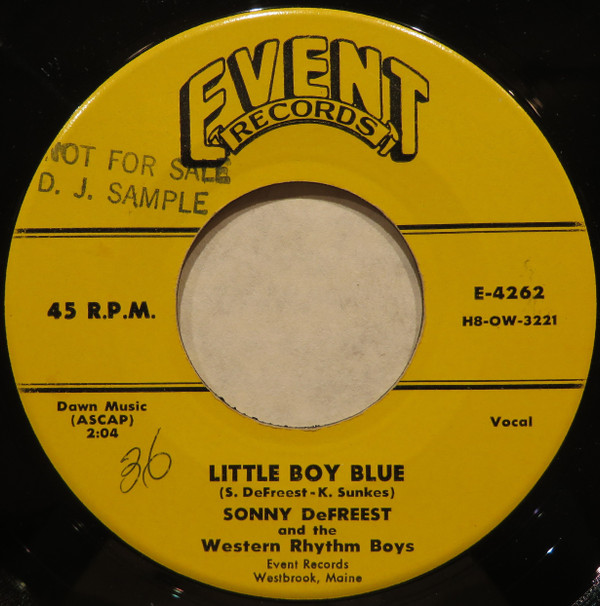 EVENT
RECORDS
NOT FOR SALE
D. J. SAMPLE
45 R.P.M.
E-4262
H8-OW-3221
Dawn Music
(ASCAP)
2:04
Vocal
36
LITTLE BOY BLUE
(S. DeFreest - K. Sunkes)
SONNY DeFREEST
and the
Western Rhythm Boys
Event Records
Westbrook, Maine